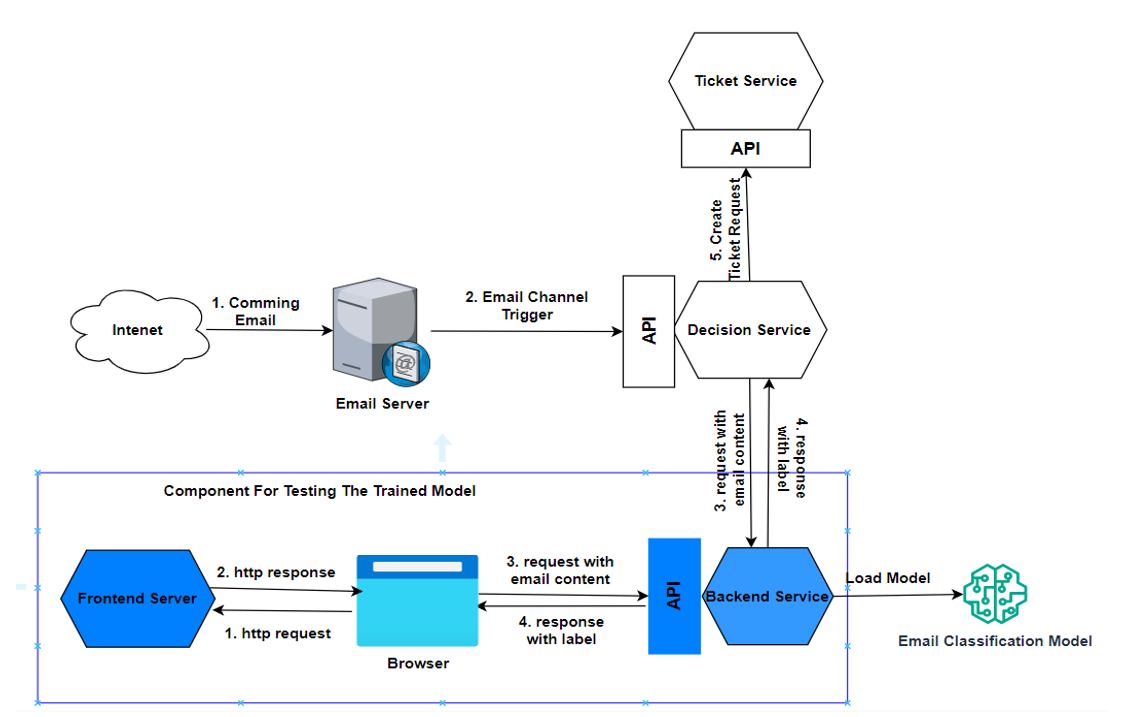 Ticket Service
API
5. Create
Ticket Request
1. Comming
Email
2. Email Channel
Trigger
Intenet
API
Decision Service
Email Server
3. request with
email content
4. response
with label
Component For Testing The Trained Model
2. http response
3. request with
email content
Load Model
Frontend Server
API
Backend Service
1. http request
4. response
with label
Email Classification Model
Browser